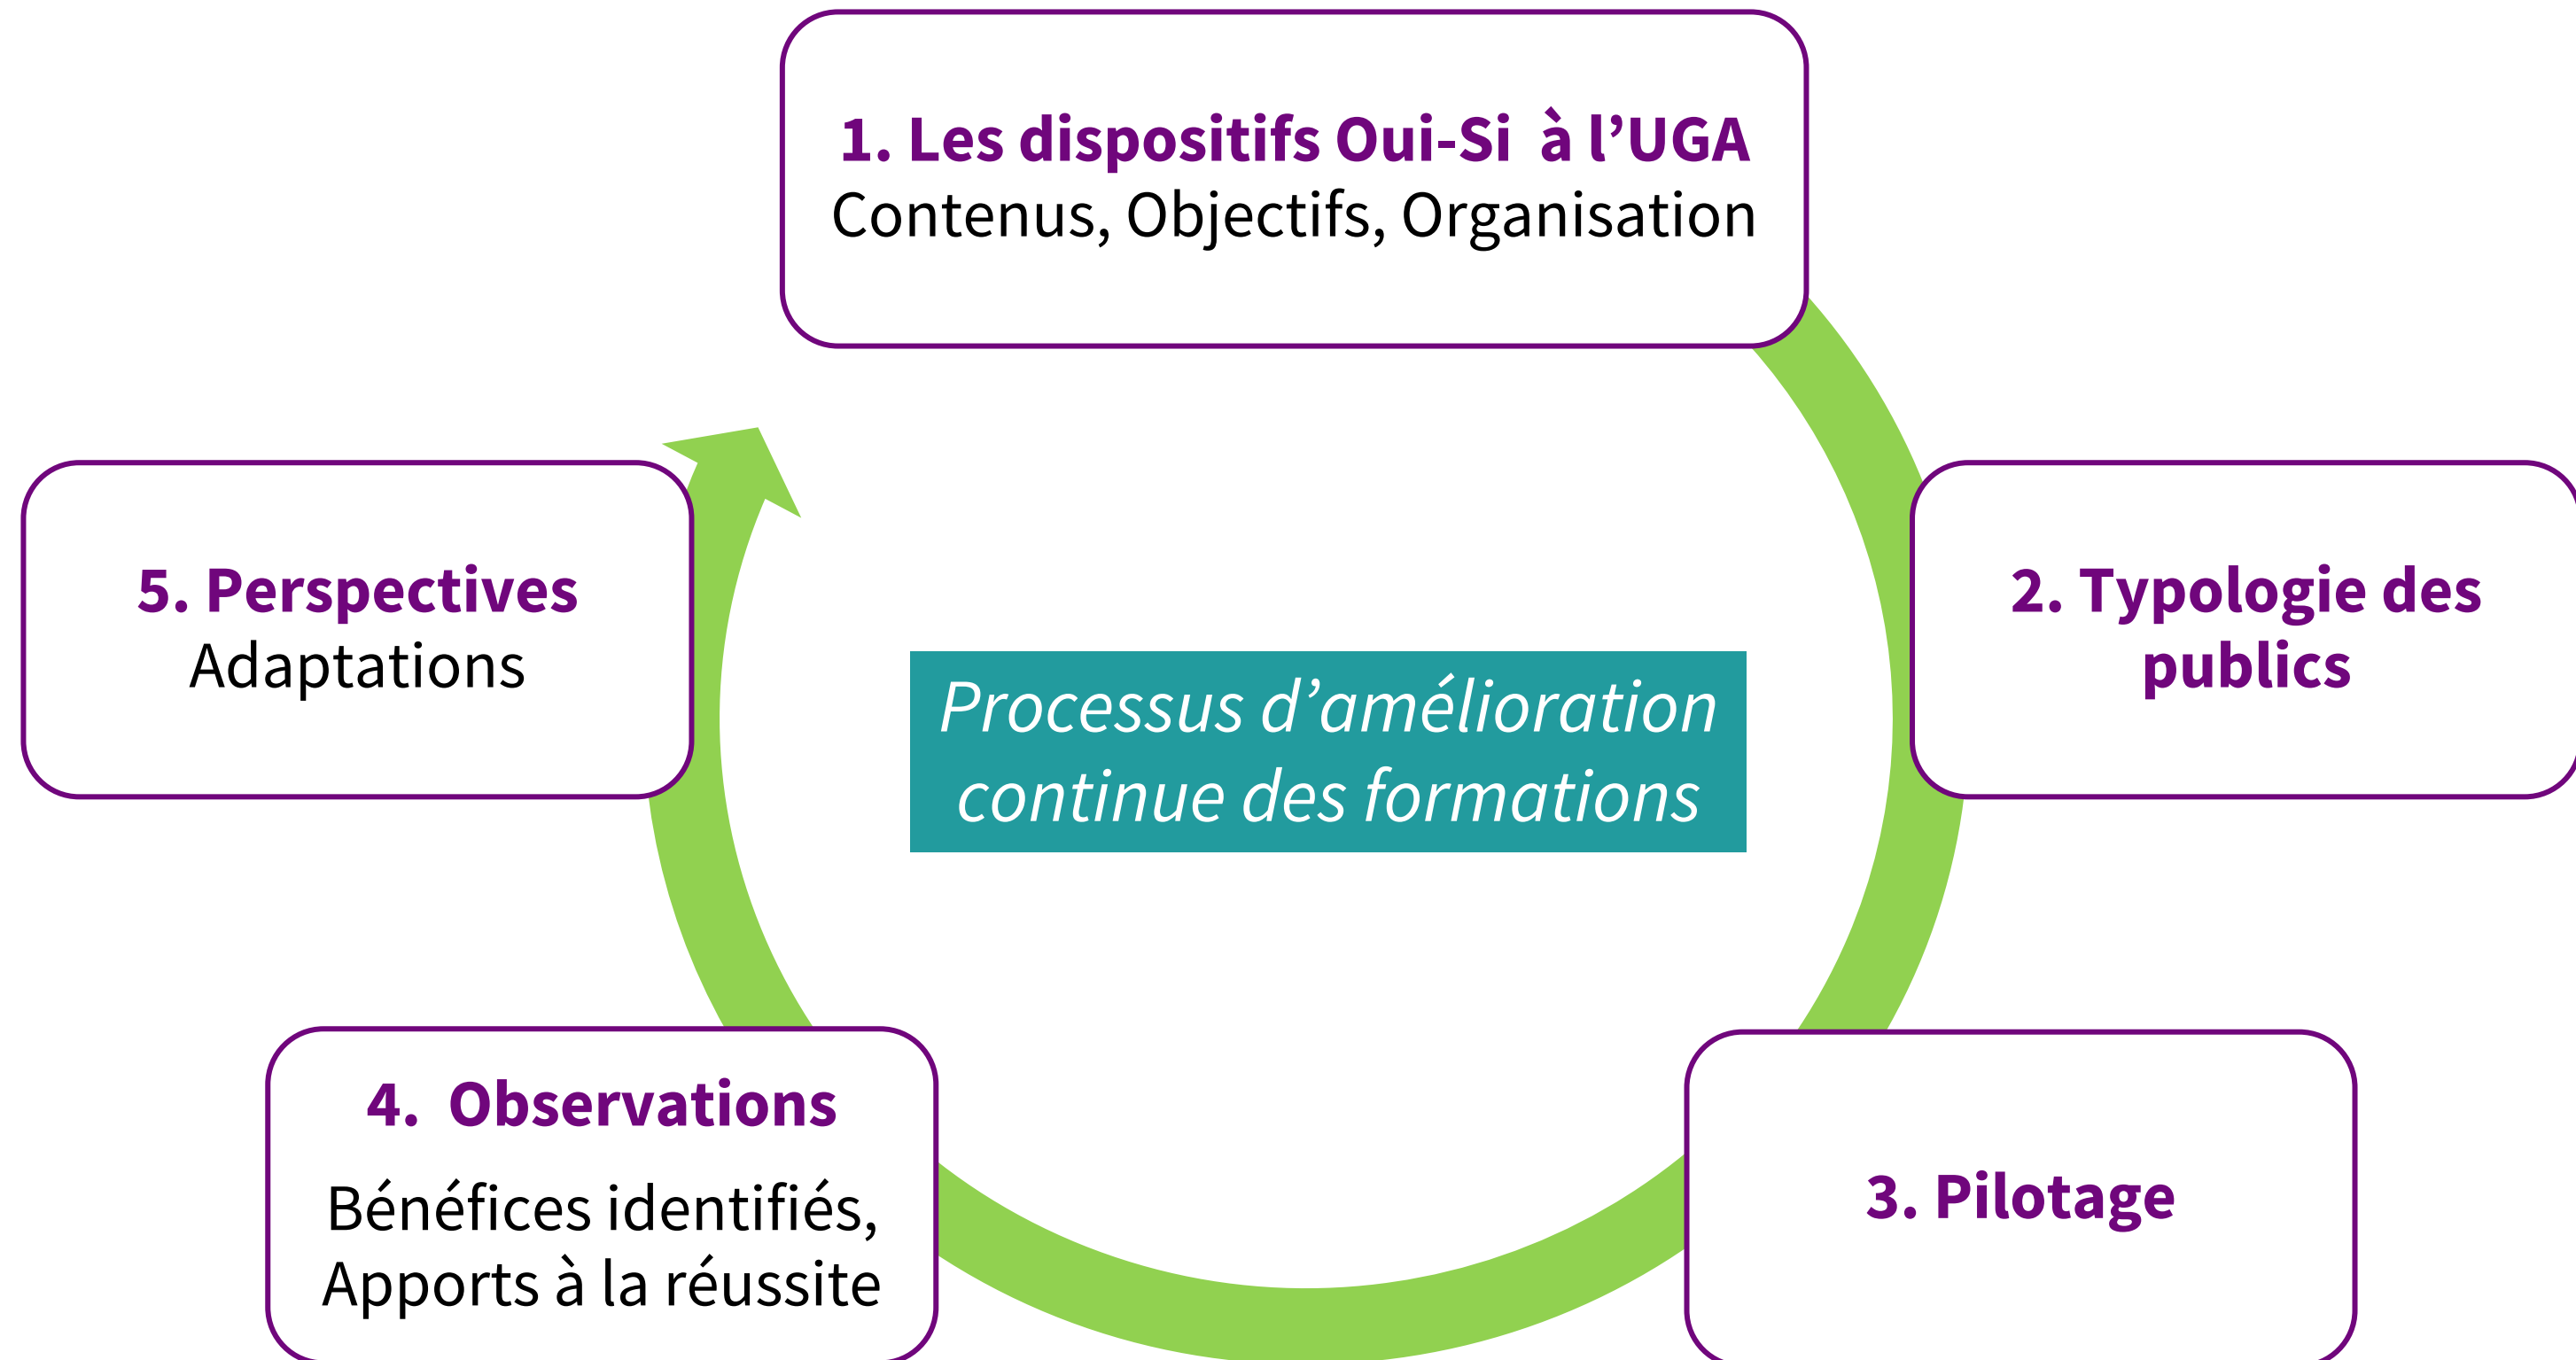 1. Les dispositifs Oui-Si à l’UGA
Contenus, Objectifs, Organisation
2. Typologie des
publics
3. Pilotage
4. Observations
Bénéfices identifiés,
Apports à la réussite
5. Perspectives
Adaptations
Processus d’amélioration
continue des formations